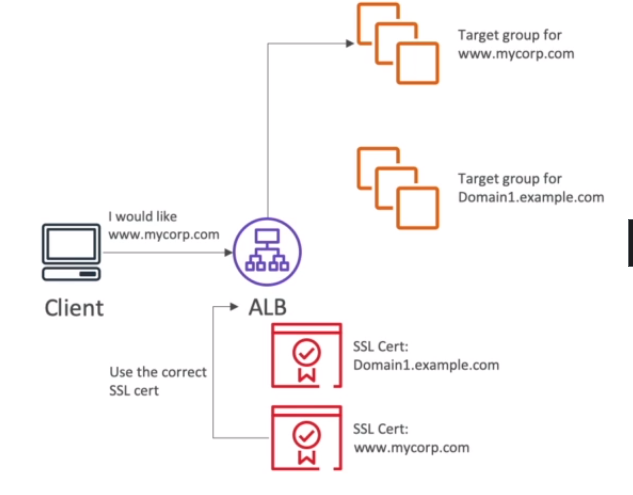 Target group for
www.mycorp.com
Target group for
Domain1.example.com
I would like
www.mycorp.com
Client
ALB
Use the correct
SSL cert
SSL Cert:
Domain1.example.com
SSL Cert:
www.mycorp.com